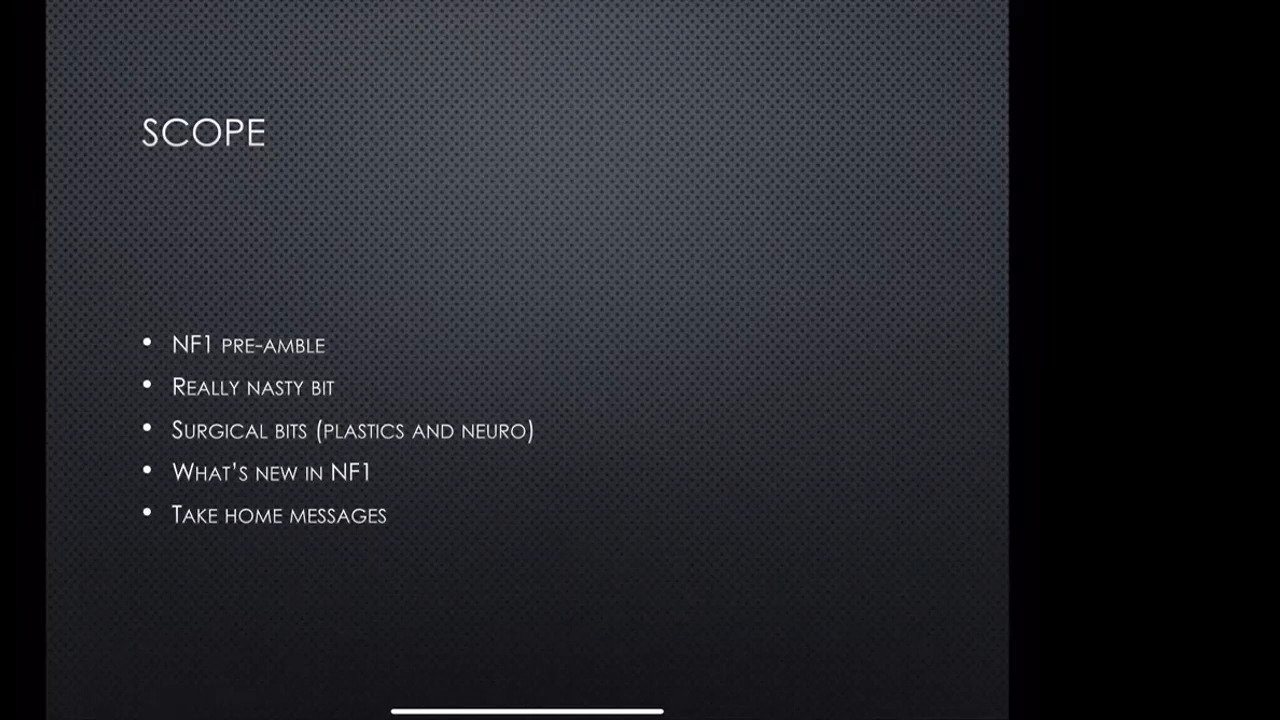 SCOPE
• NF1 PRE-AMBLE
• REALLY NASTY BIT
• SURGICAL BITS (PLASTICS AND NEURO)
• WHAT'S NEW IN NF1
• TAKE HOME MESSAGES